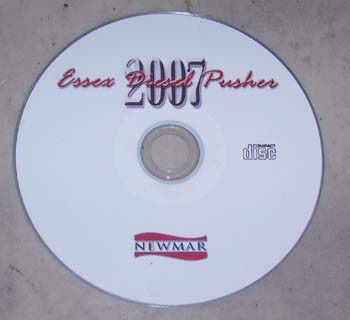 2007
Essex Diesel Pusher
COMPACT
disc
NEWMAR